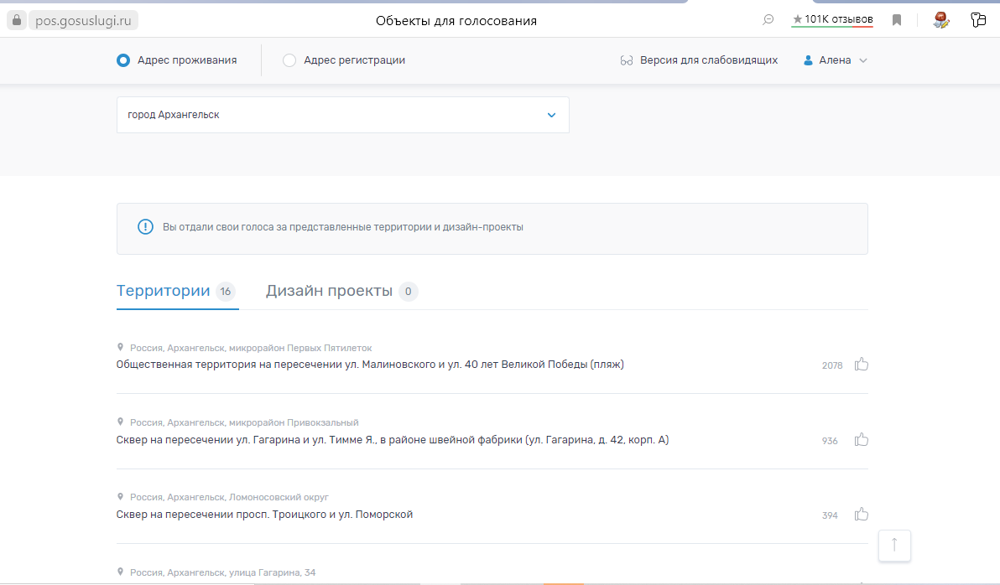 pos.gosuslugi.ru Объекты для голосования 101K отзывов
Адрес проживания Адрес регистрации Версия для слабовидящих Алена
город Архангельск
Вы отдали свои голоса за представленные территории и дизайн-проекты
Территории 16 Дизайн проекты 0
Россия, Архангельск, микрорайон Первых Пятилеток
Общественная территория на пересечении ул. Малиновского и ул. 40 лет Великой Победы (пляж) 2078
Россия, Архангельск, микрорайон Привокзальный
Сквер на пересечении ул. Гагарина и ул. Тимме Я., в районе швейной фабрики (ул. Гагарина, д. 42, корп. А) 936
Россия, Архангельск, Ломоносовский округ
Сквер на пересечении просп. Троицкого и ул. Поморской 394
Россия, Архангельск, улица Гагарина, 34